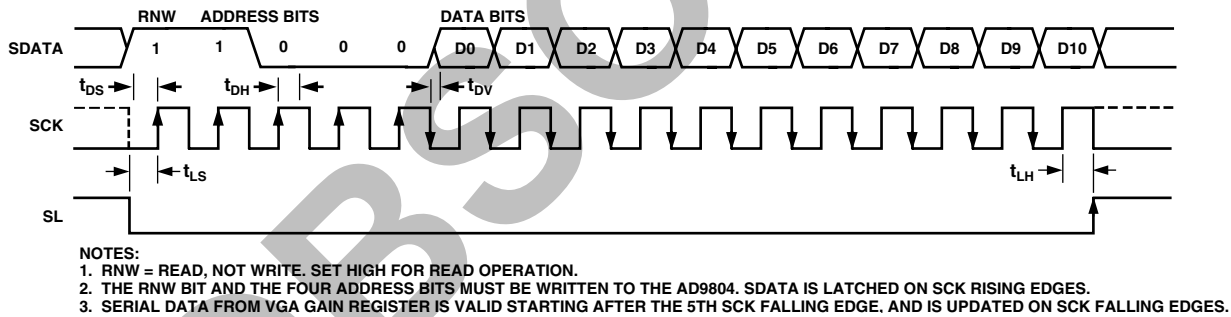 RNW ADDRESS BITS DATA BITS
SDATA 1 1 0 0 0 D0 D1 D2 D3 D4 D5 D6 D7 D8 D9 D10
tDS tDH tDV
SCK
tLS tLH
SL
NOTES:
1. RNW = READ, NOT WRITE. SET HIGH FOR READ OPERATION.
2. THE RNW BIT AND THE FOUR ADDRESS BITS MUST BE WRITTEN TO THE AD9804. SDATA IS LATCHED ON SCK RISING EDGES.
3. SERIAL DATA FROM VGA GAIN REGISTER IS VALID STARTING AFTER THE 5TH SCK FALLING EDGE, AND IS UPDATED ON SCK FALLING EDGES.